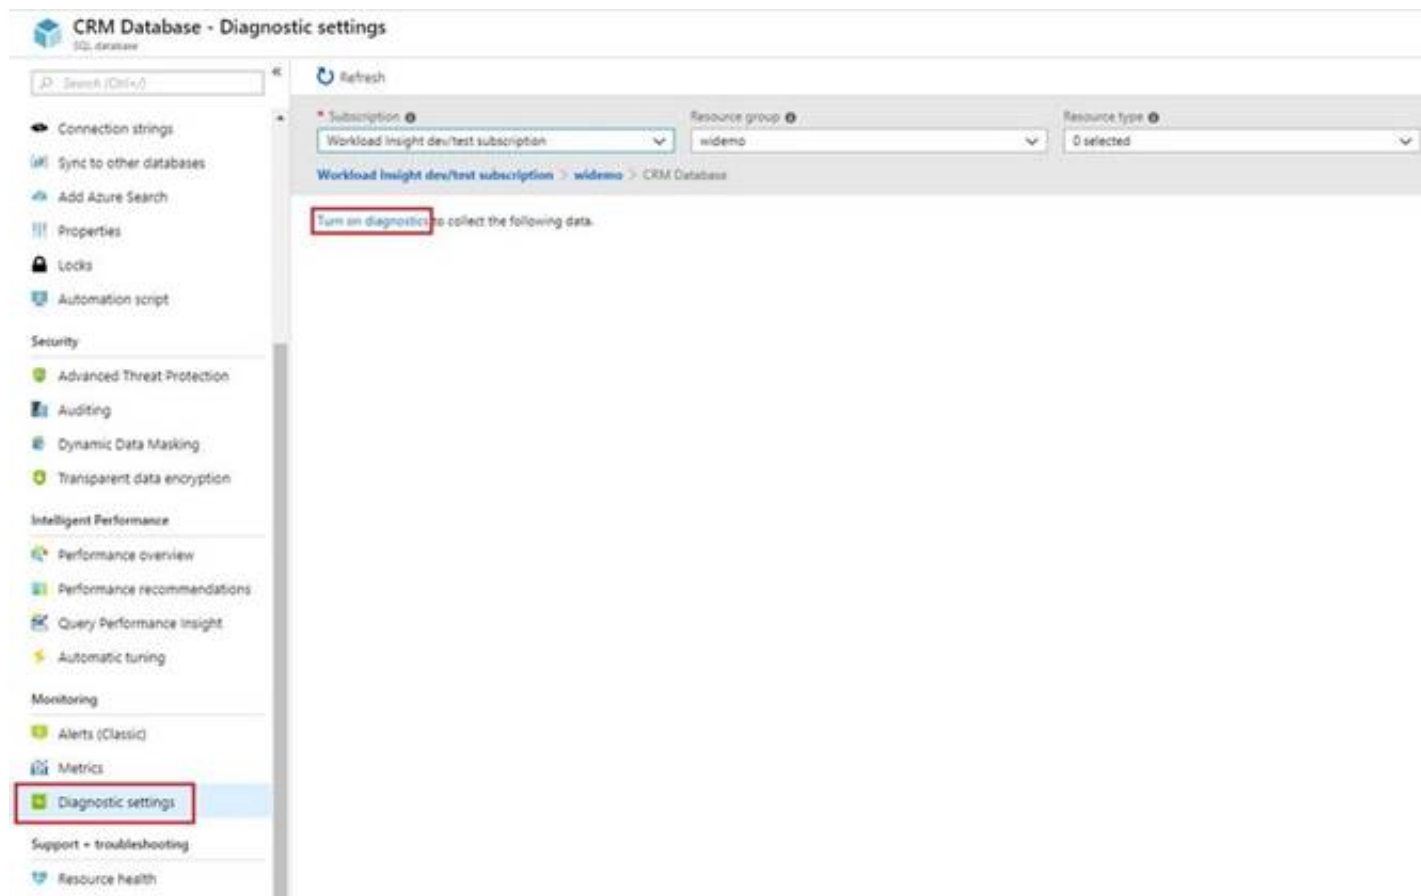 CRM Database - Diagnostic settings
SQL database
Search (Ctrl+/)
«
Refresh
* Subscription
Resource group
Resource type
Workload Insight dev/test subscription
widemo
0 selected
Workload Insight dev/test subscription > widemo > CRM Database
Turn on diagnostics to collect the following data.
Connection strings
Sync to other databases
Add Azure Search
Properties
Locks
Automation script
Security
Advanced Threat Protection
Auditing
Dynamic Data Masking
Transparent data encryption
Intelligent Performance
Performance overview
Performance recommendations
Query Performance Insight
Automatic tuning
Monitoring
Alerts (Classic)
Metrics
Diagnostic settings
Support + troubleshooting
Resource health